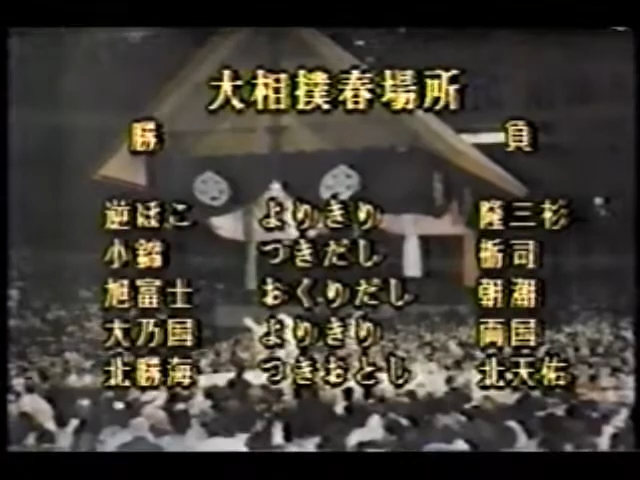 大相撲春場所
勝 負
逆ほこ よりきり 隆三杉
小錦 つきだし 栃司
旭富士 おくりだし 朝潮
大乃国 よりきり 両国
北勝海 つきおとし 北天佑